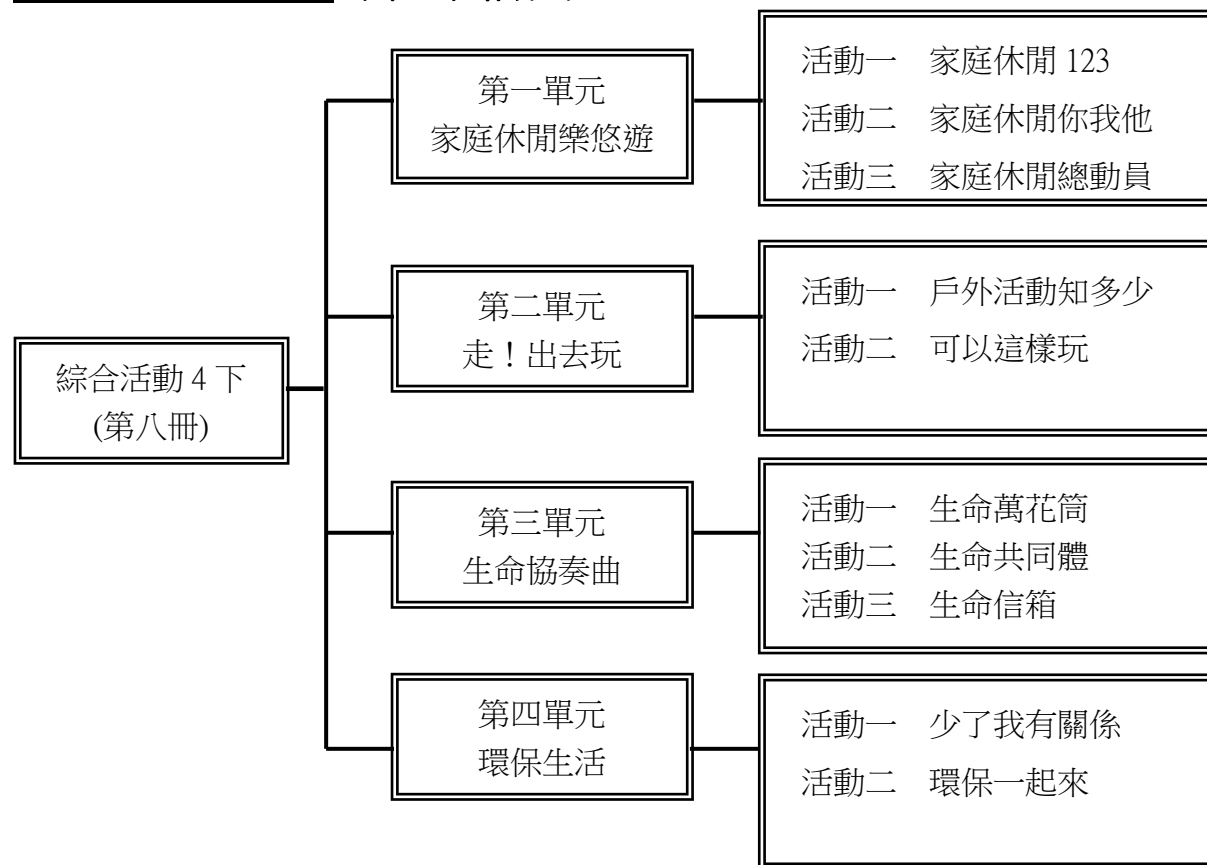 綜合活動 4 下
(第八冊)
第一單元
家庭休閒樂悠遊
活動一　家庭休閒 123
活動二　家庭休閒你我他
活動三　家庭休閒總動員
第二單元
走！出去玩
活動一　戶外活動知多少
活動二　可以這樣玩
第三單元
生命協奏曲
活動一　生命萬花筒
活動二　生命共同體
活動三　生命信箱
第四單元
環保生活
活動一　少了我有關係
活動二　環保一起來